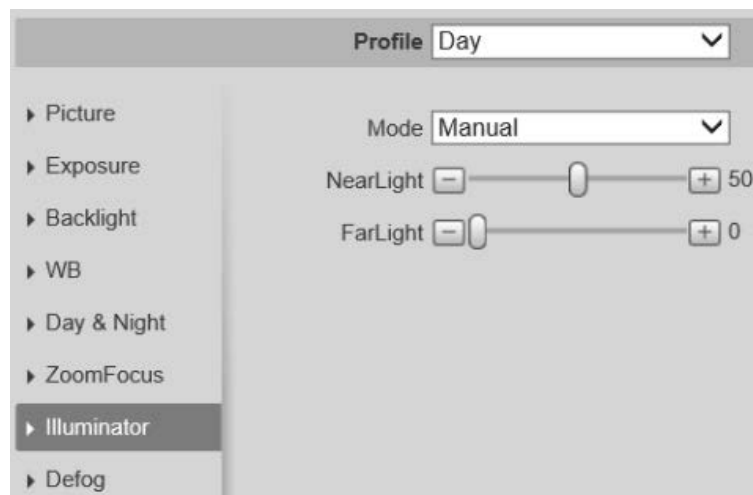 Profile Day
Picture
Exposure
Backlight
WB
Day & Night
ZoomFocus
Illuminator
Defog
Mode Manual
NearLight 50
FarLight 0